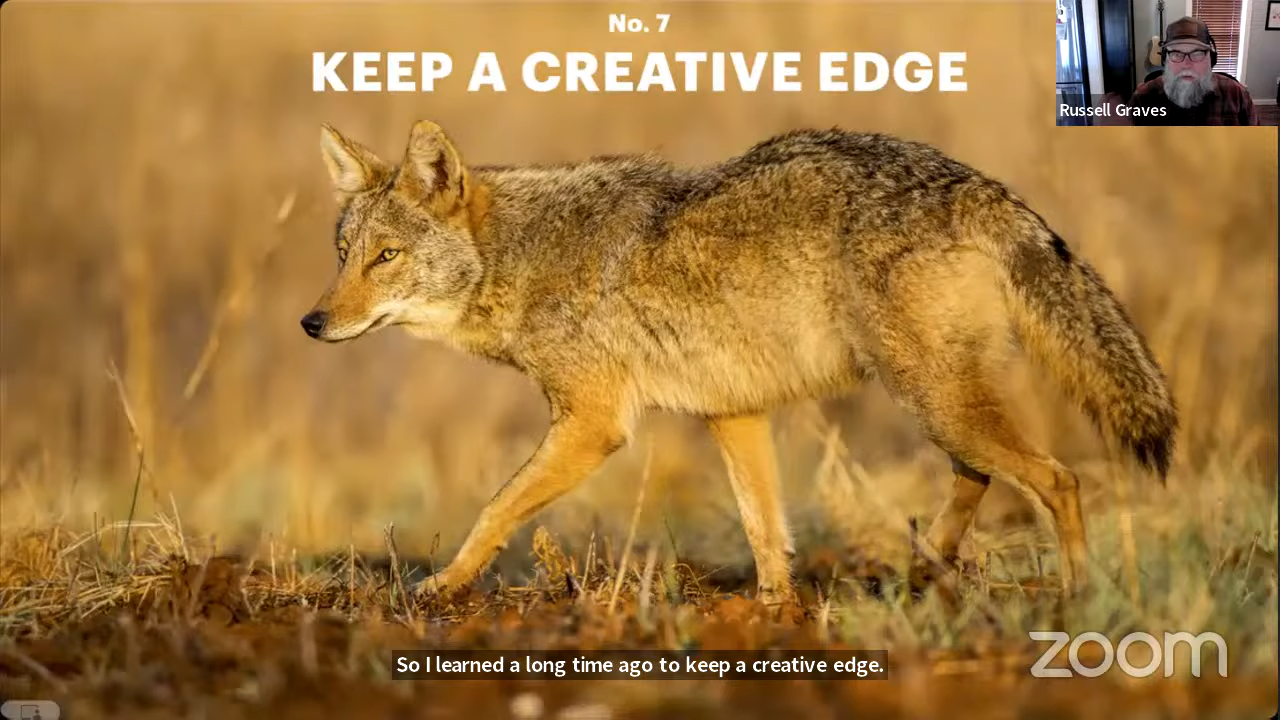 No. 7
KEEP A CREATIVE EDGE
Russell Graves
So I learned a long time ago to keep a creative edge.
zoom